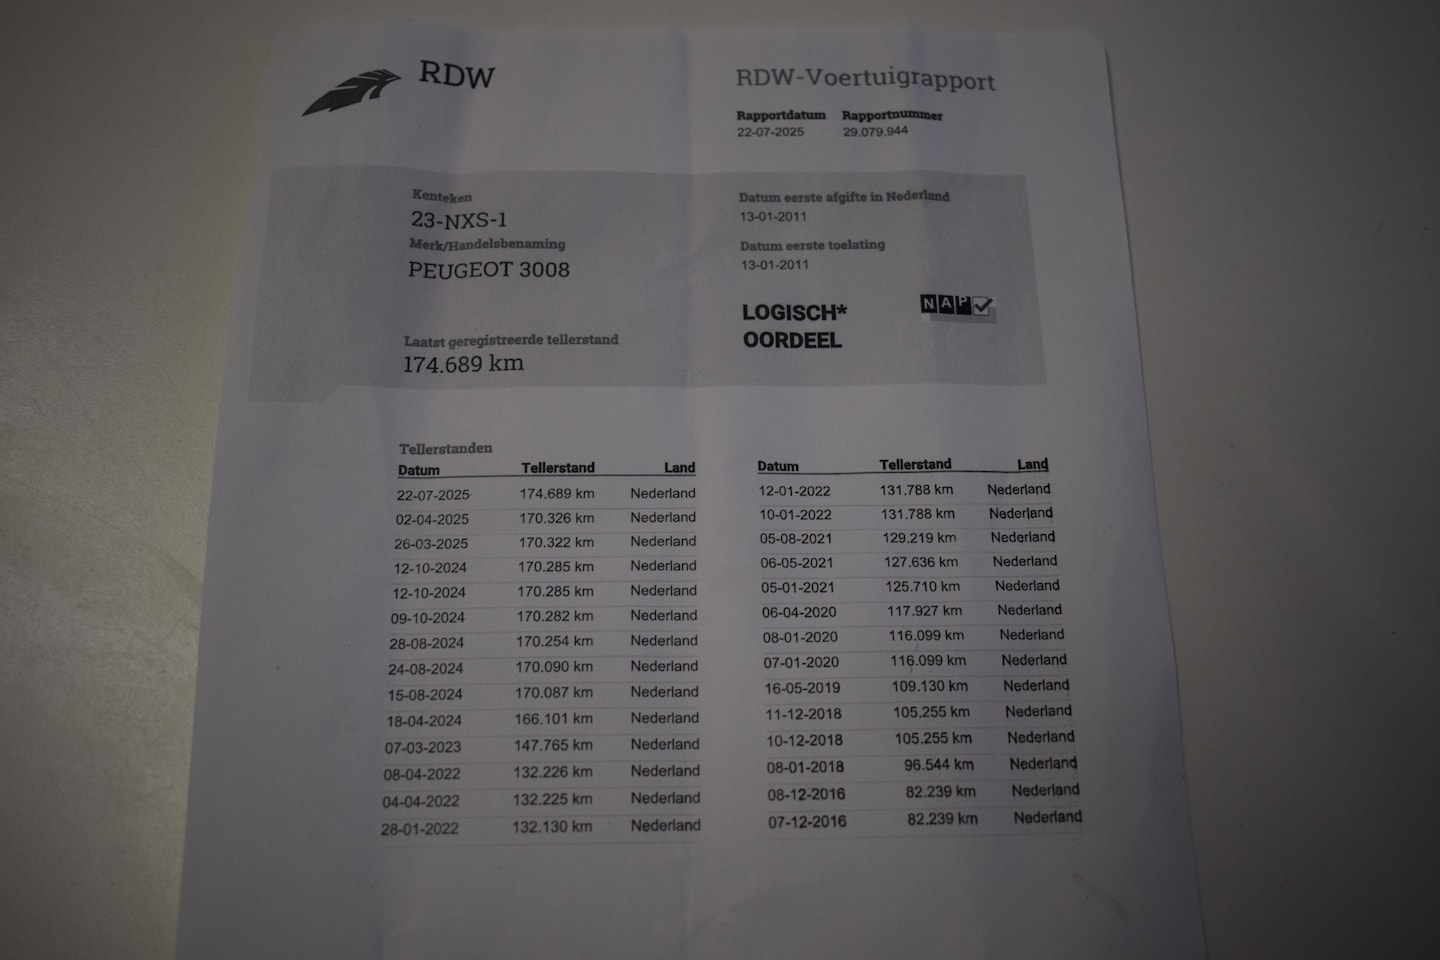 RDW
RDW-Voertuigrapport
Rapportdatum Rapportnummer
22-07-2025 29.079.944
Kenteken
23-NXS-1
Merk/Handelsbenaming
PEUGEOT 3008
Laatst geregistreerde tellerstand
174.689 km
Datum eerste afgifte in Nederland
13-01-2011
Datum eerste toelating
13-01-2011
LOGISCH*
OORDEEL
NAP
Tellerstanden
Datum Tellerstand Land
22-07-2025 174.689 km Nederland
02-04-2025 170.326 km Nederland
26-03-2025 170.322 km Nederland
12-10-2024 170.285 km Nederland
12-10-2024 170.285 km Nederland
09-10-2024 170.282 km Nederland
28-08-2024 170.254 km Nederland
24-08-2024 170.090 km Nederland
15-08-2024 170.087 km Nederland
18-04-2024 166.101 km Nederland
07-03-2023 147.765 km Nederland
08-04-2022 132.226 km Nederland
04-04-2022 132.225 km Nederland
28-01-2022 132.130 km Nederland
Datum Tellerstand Land
12-01-2022 131.788 km Nederland
10-01-2022 131.788 km Nederland
05-08-2021 129.219 km Nederland
06-05-2021 127.636 km Nederland
05-01-2021 125.710 km Nederland
06-04-2020 117.927 km Nederland
08-01-2020 116.099 km Nederland
07-01-2020 116.099 km Nederland
16-05-2019 109.130 km Nederland
11-12-2018 105.255 km Nederland
10-12-2018 105.255 km Nederland
08-01-2018 96.544 km Nederland
08-12-2016 82.239 km Nederland
07-12-2016 82.239 km Nederland